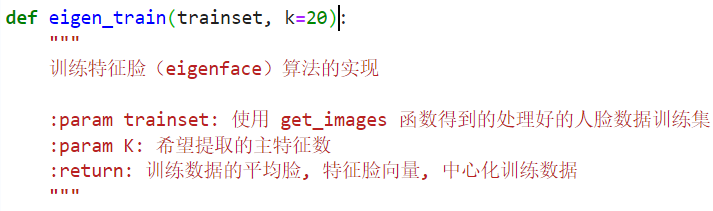 def eigen_train(trainset, k=20):
"""
训练特征脸（eigenface）算法的实现
:param trainset: 使用 get_images 函数得到的处理好的人脸数据训练集
:param K: 希望提取的主特征数
:return: 训练数据的平均脸, 特征脸向量, 中心化训练数据
"""